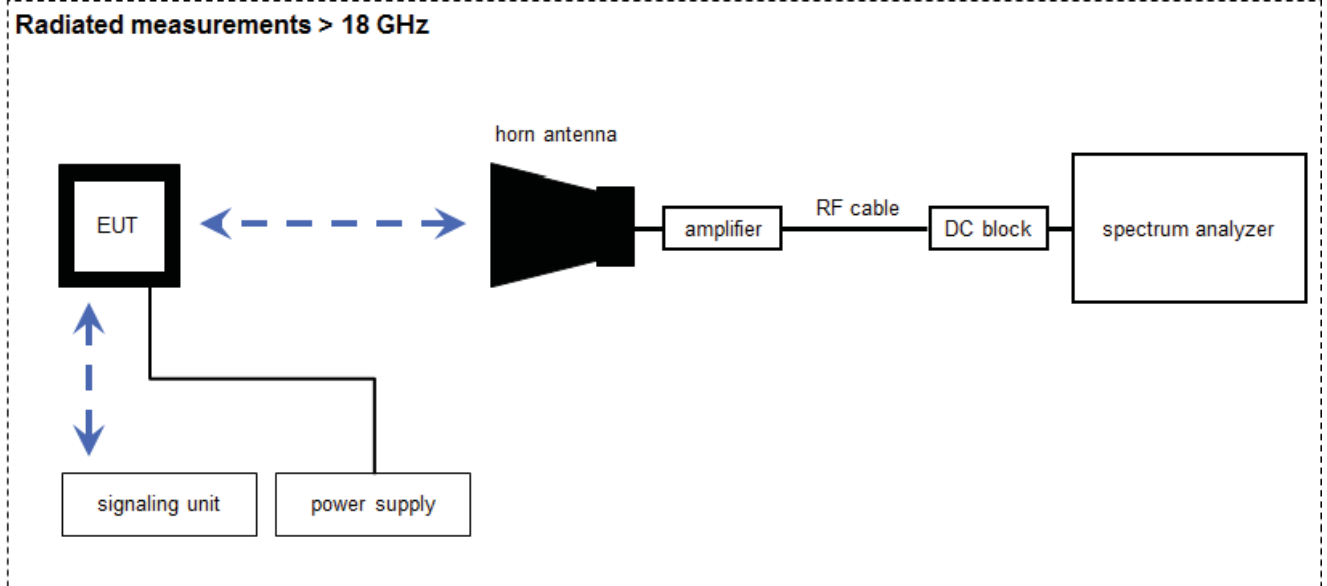 Radiated measurements > 18 GHz
horn antenna
EUT
amplifier
RF cable
DC block
spectrum analyzer
signaling unit
power supply